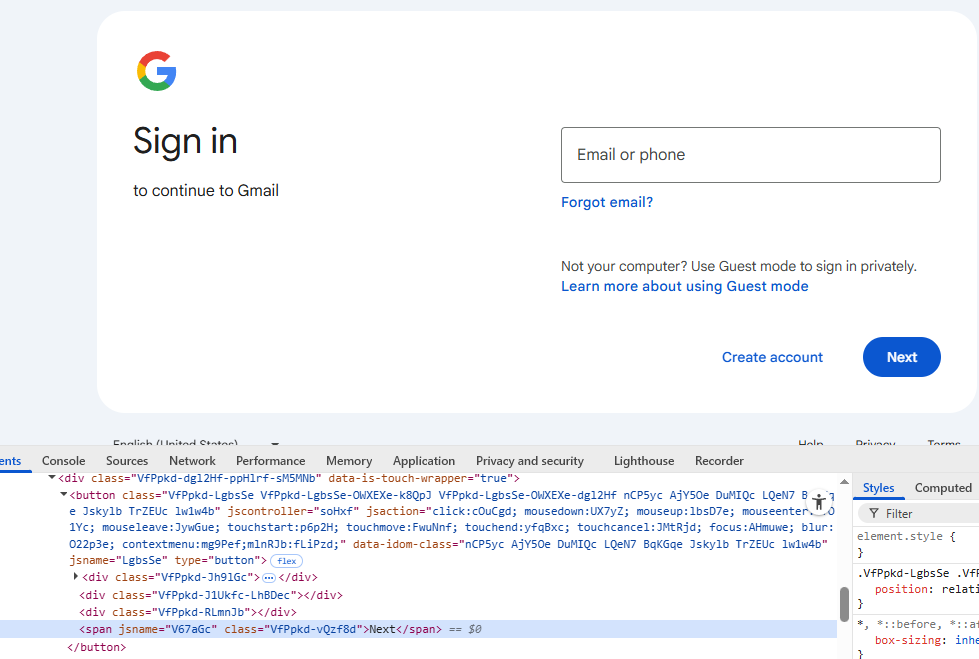 Sign in
to continue to Gmail
Email or phone
Forgot email?
Not your computer? Use Guest mode to sign in privately.
Learn more about using Guest mode
Create account
Next
English (United States)
Help Privacy Terms
ents Console Sources Network Performance Memory Application Privacy and security Lighthouse Recorder
<div class="VfPpkd-dgl2Hf-ppHlrf-sM5MNb" data-is-touch-wrapper="true">
<button class="VfPpkd-LgbsSe VfPpkd-LgbsSe-OWXEXe-k8QpJ VfPpkd-LgbsSe-OWXEXe-dgl2Hf nCP5yc AjY5Oe DuMIQc LQeN7
e Jskylb TrZEUc lw1w4b" jscontroller="soHxf" jsaction="click:cOuCgd; mousedown:UX7yZ; mouseup:lbsD7e; mouseenter:
1Yc; mouseleave:JywGue; touchstart:p6p2H; touchmove:FwuNnf; touchend:yfqBxc; touchcancel:JMtRjd; focus:AHmuwe; blur:
O22p3e; contextmenu:mg9Pef;mlnRJb:fLiPzd;" data-idom-class="nCP5yc AjY5Oe DuMIQc LQeN7 BqKGqe Jskylb TrZEUc lw1w4b"
jsname="LgbsSe" type="button"> flex
<div class="VfPpkd-Jh9lGc">⋯</div>
<div class="VfPpkd-J1Ukfc-LhBDec"></div>
<div class="VfPpkd-RLmnJb"></div>
<span jsname="V67aGc" class="VfPpkd-vQzf8d">Next</span> == $0
</button>
Styles Computed
Filter
element.style {
}
.VfPpkd-LgbsSe .VfP
position: relati
}
*, *::before, *::af
box-sizing: inhe
}